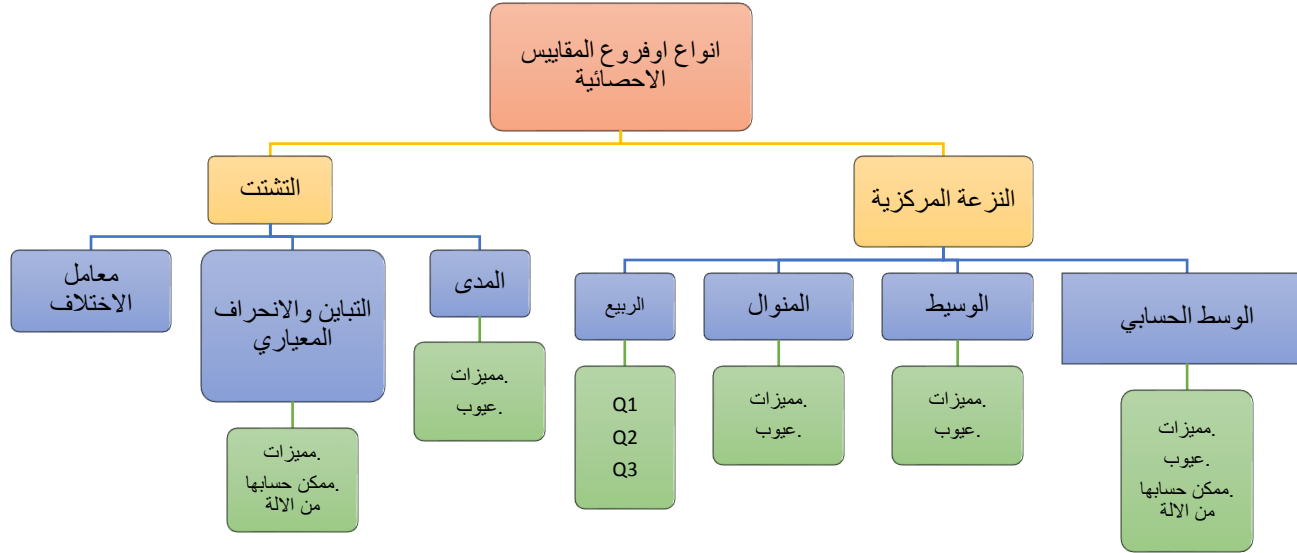 انواع اوفروع المقاييس
الاحصائية
النزعة المركزية
التشتت
الوسط الحسابي
الوسيط
المنوال
الربيع
المدى
التباين والانحراف
المعياري
معامل
الاختلاف
.مميزات
.عيوب
.ممكن حسابها
من الالة
.مميزات
.عيوب
.مميزات
.عيوب
Q1
Q2
Q3
.مميزات
.عيوب
.مميزات
.ممكن حسابها
من الالة